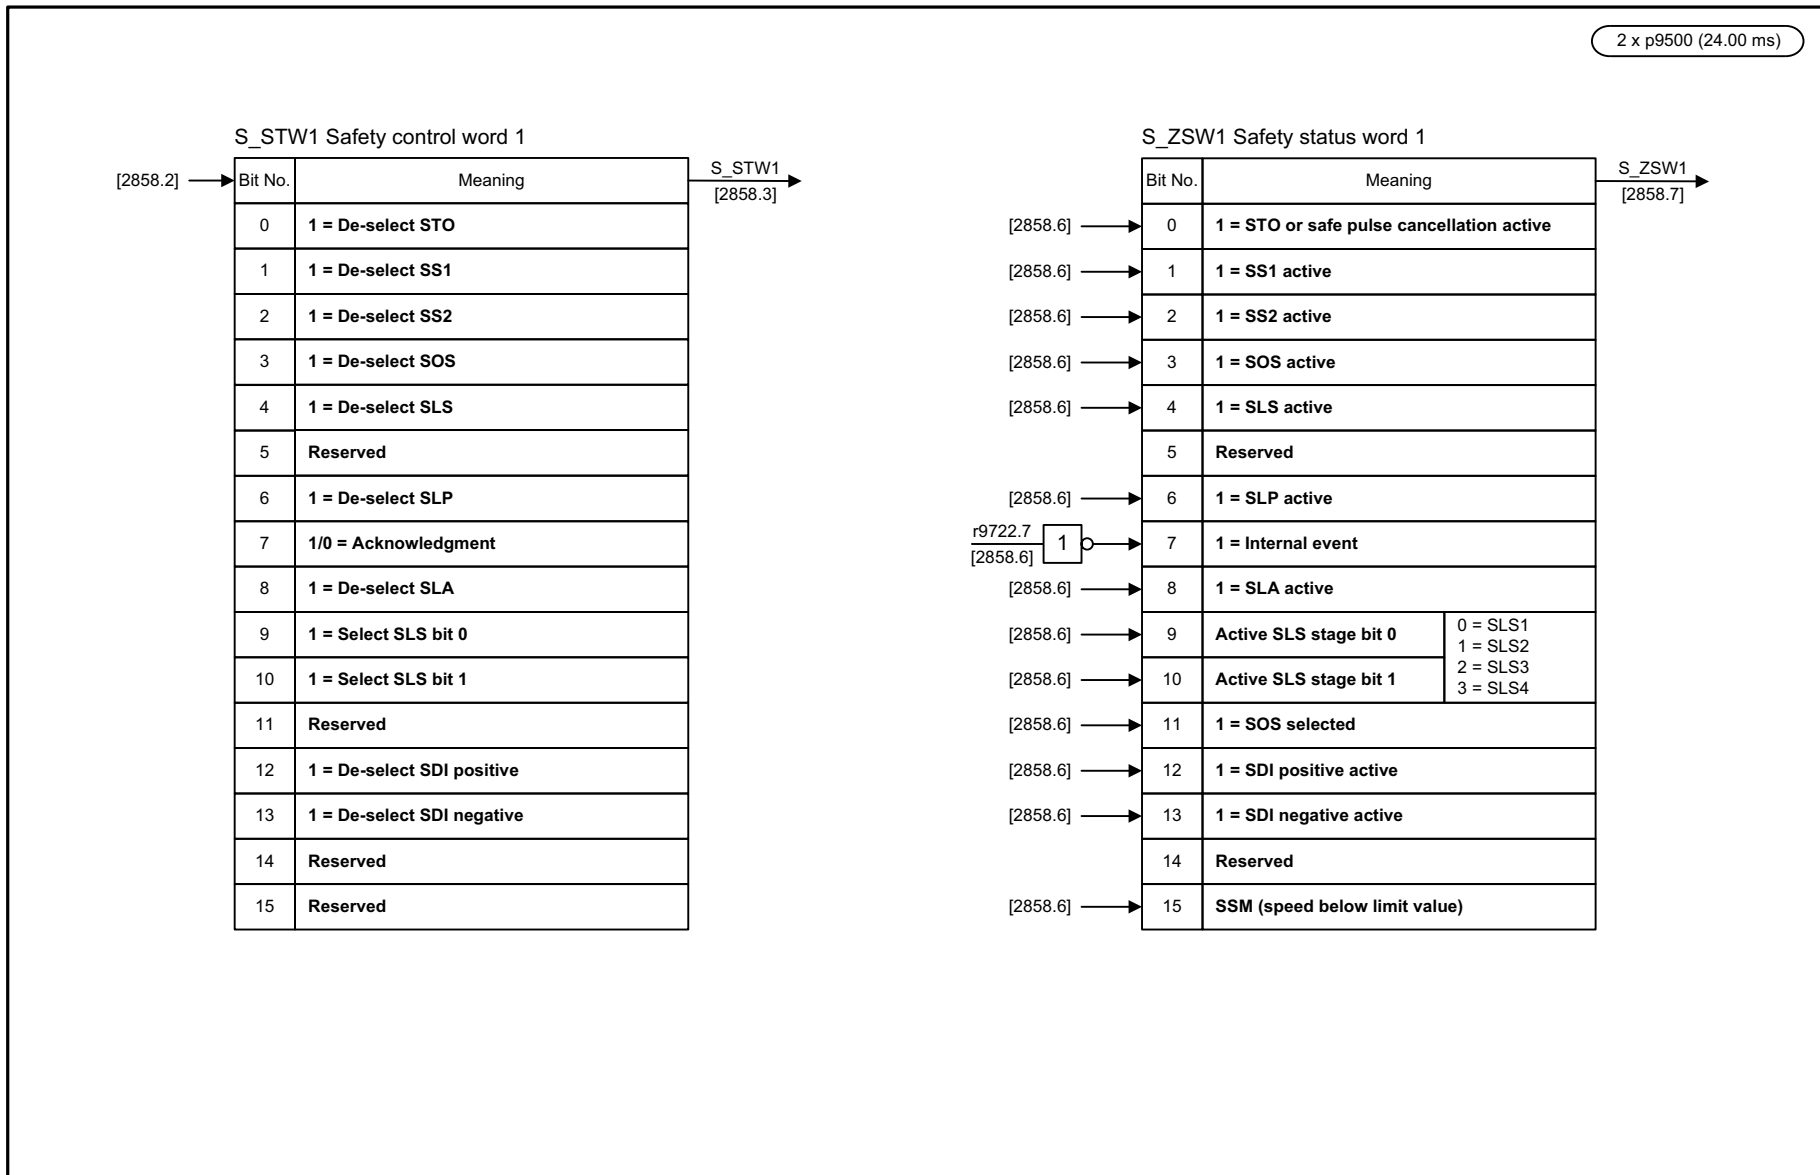 2 x p9500 (24.00 ms)
S_STW1 Safety control word 1
[2858.2] Bit No. Meaning S_STW1
[2858.3]
0 1 = De-select STO
1 1 = De-select SS1
2 1 = De-select SS2
3 1 = De-select SOS
4 1 = De-select SLS
5 Reserved
6 1 = De-select SLP
7 1/0 = Acknowledgment
8 1 = De-select SLA
9 1 = Select SLS bit 0
10 1 = Select SLS bit 1
11 Reserved
12 1 = De-select SDI positive
13 1 = De-select SDI negative
14 Reserved
15 Reserved
S_ZSW1 Safety status word 1
Bit No. Meaning S_ZSW1
[2858.7]
[2858.6] 0 1 = STO or safe pulse cancellation active
[2858.6] 1 1 = SS1 active
[2858.6] 2 1 = SS2 active
[2858.6] 3 1 = SOS active
[2858.6] 4 1 = SLS active
5 Reserved
[2858.6] 6 1 = SLP active
r9722.7
[2858.6] 1 7 1 = Internal event
[2858.6] 8 1 = SLA active
[2858.6] 9 Active SLS stage bit 0
[2858.6] 10 Active SLS stage bit 1
0 = SLS1
1 = SLS2
2 = SLS3
3 = SLS4
[2858.6] 11 1 = SOS selected
[2858.6] 12 1 = SDI positive active
[2858.6] 13 1 = SDI negative active
14 Reserved
[2858.6] 15 SSM (speed below limit value)